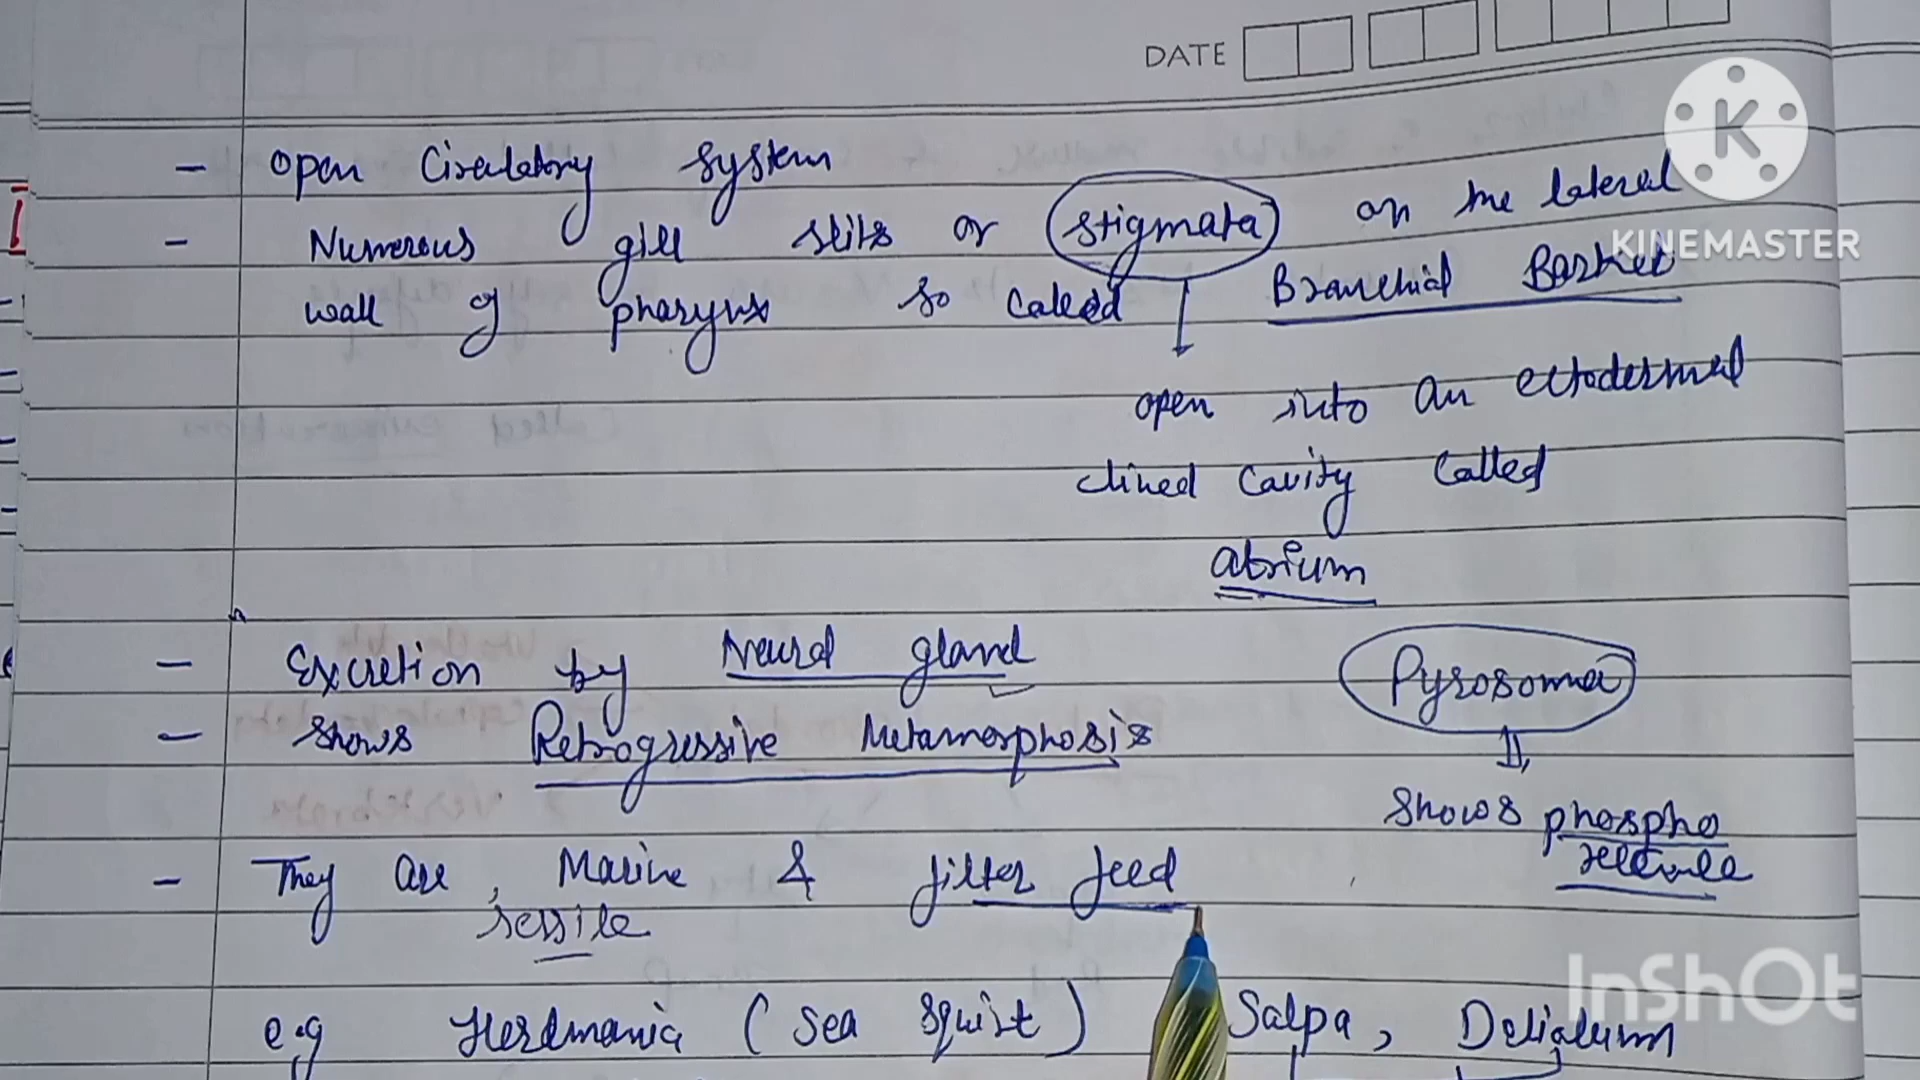 DATE
K
KINEMASTER
- Open Circulatory system
- Numerous gill slits or stigmata on the lateral
wall of pharynx so called Branchial Basket
open into an ectodermal
lined cavity called
atrium
- Excretion by Neural gland
- Shows Retrogressive Metamorphosis
Pyrosoma
shows phospho
- They are, Marine & filter feed
sessile
e.g Herdmania (sea squirt) Salpa, Doliolum
InShOt